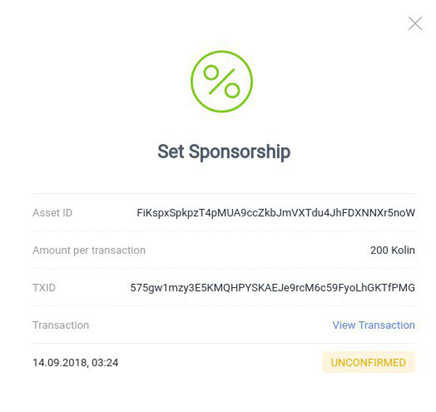 %
Set Sponsorship
Asset ID FiKspxSpkpzT4pMUA9ccZkbJmVXTdu4JhFDXNNXr5noW
Amount per transaction 200 Kolin
TXID 575gw1mzy3E5KMQHPYSKAEJe9rcM6c59FyoLhGKTfPMG
Transaction View Transaction
14.09.2018, 03:24 UNCONFIRMED